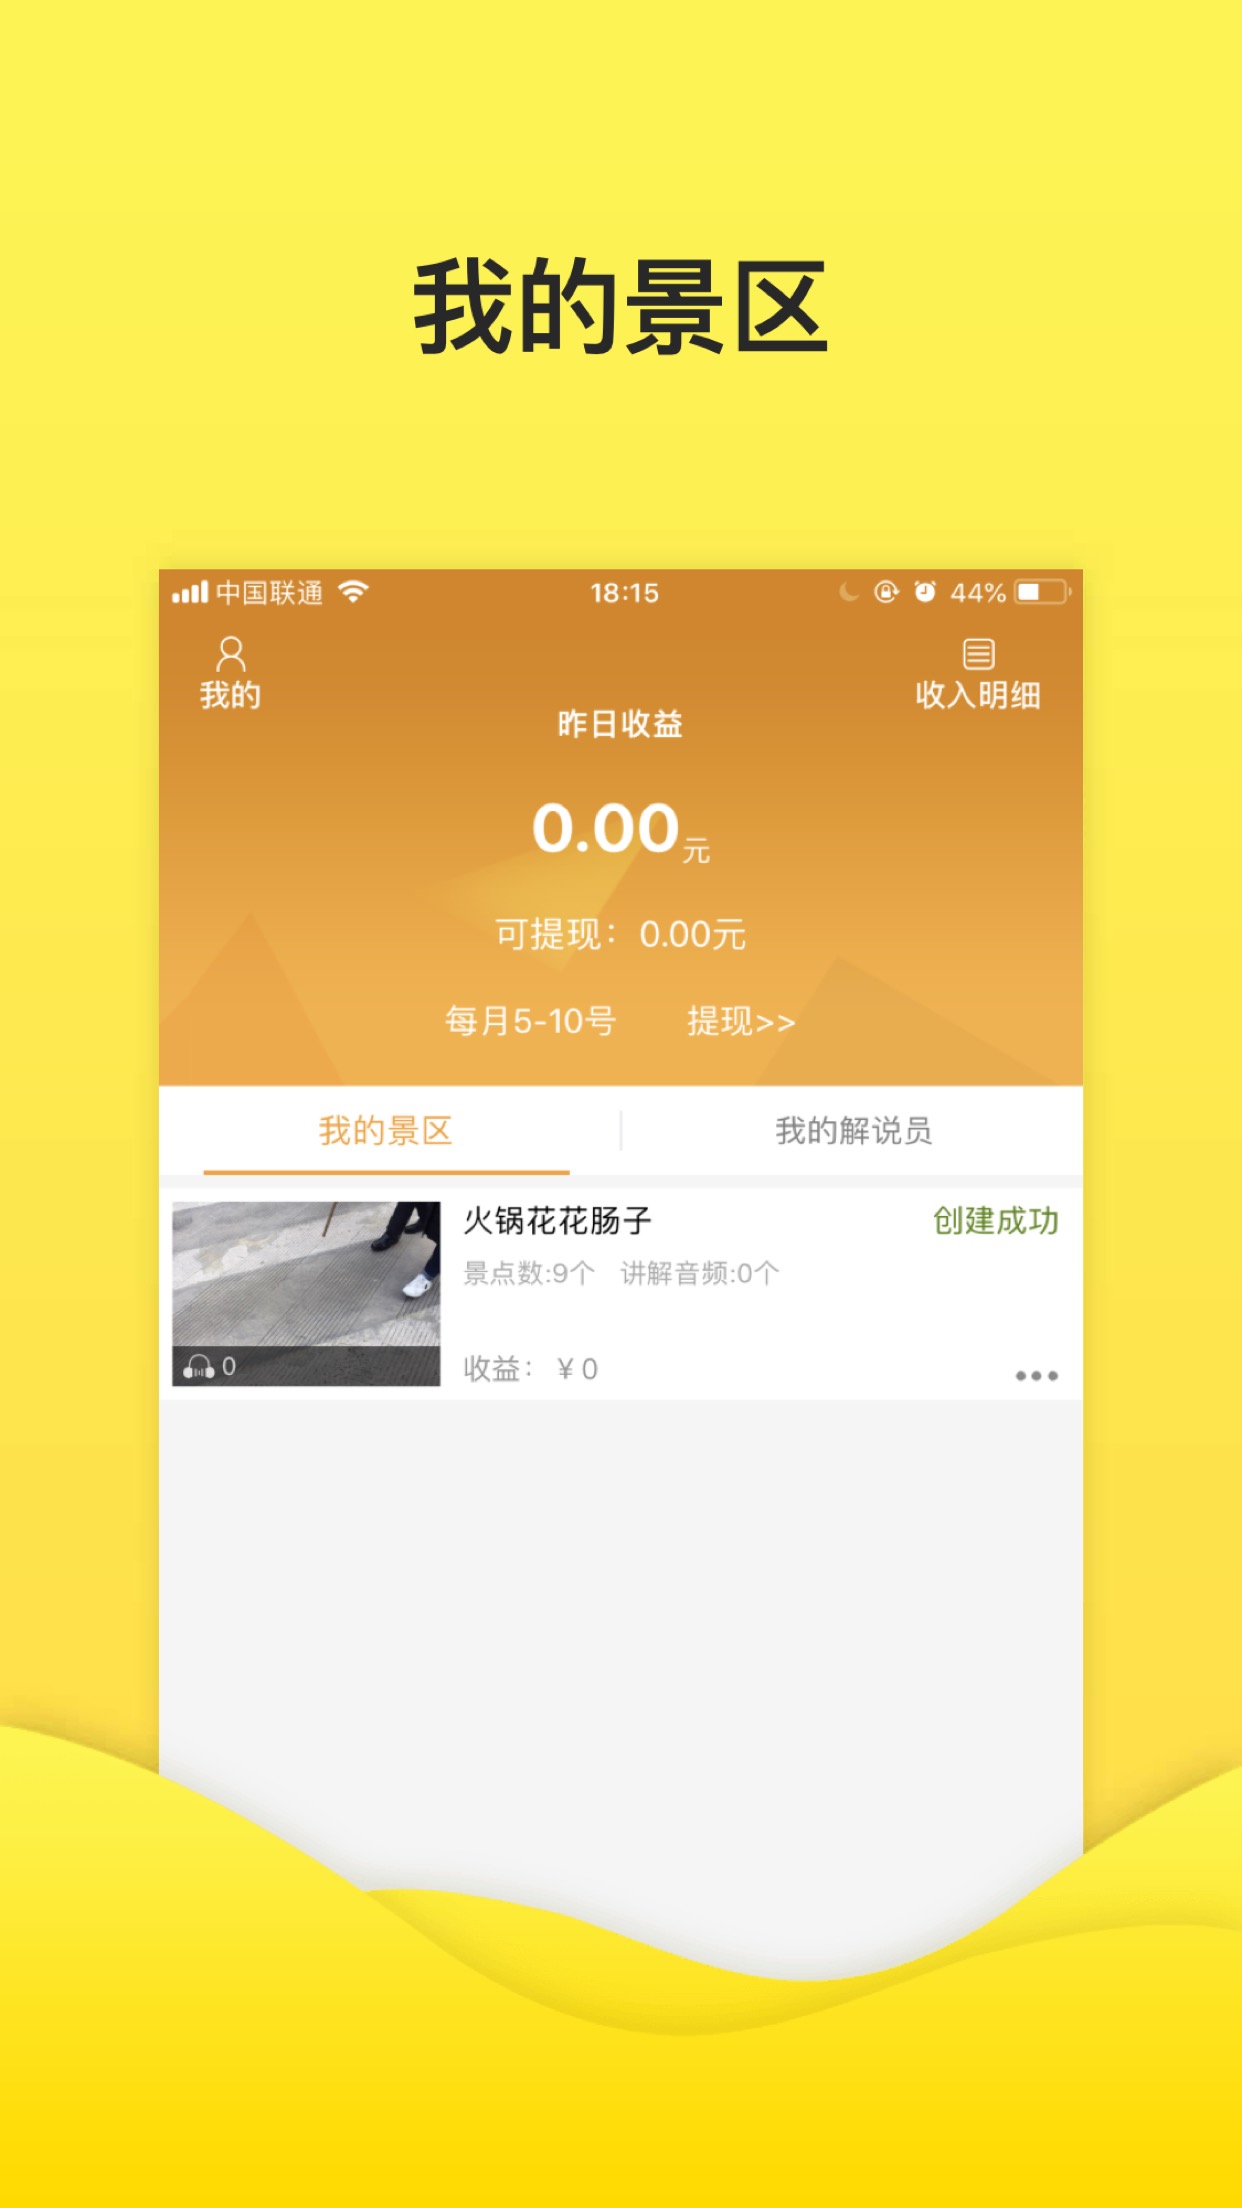 我的景区
中国联通 18:15 44%
我的 收入明细
昨日收益
0.00元
可提现：0.00元
每月5-10号 提现>>
我的景区 我的解说员
火锅花花肠子 创建成功
景点数:9个 讲解音频:0个
0
收益：¥0